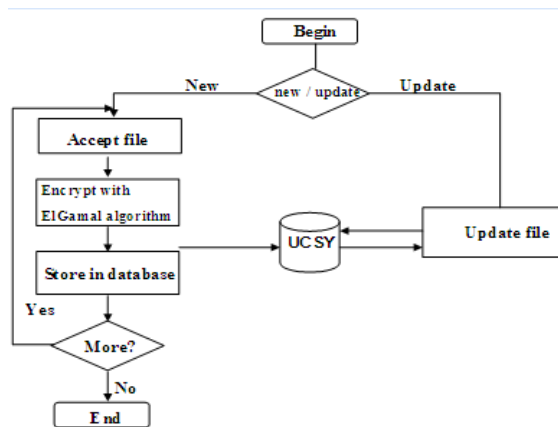 Begin
New
new / update
Update
Accept file
Encrypt with
ElGamal algorithm
UCSY
Update file
Store in database
Yes
More?
No
End